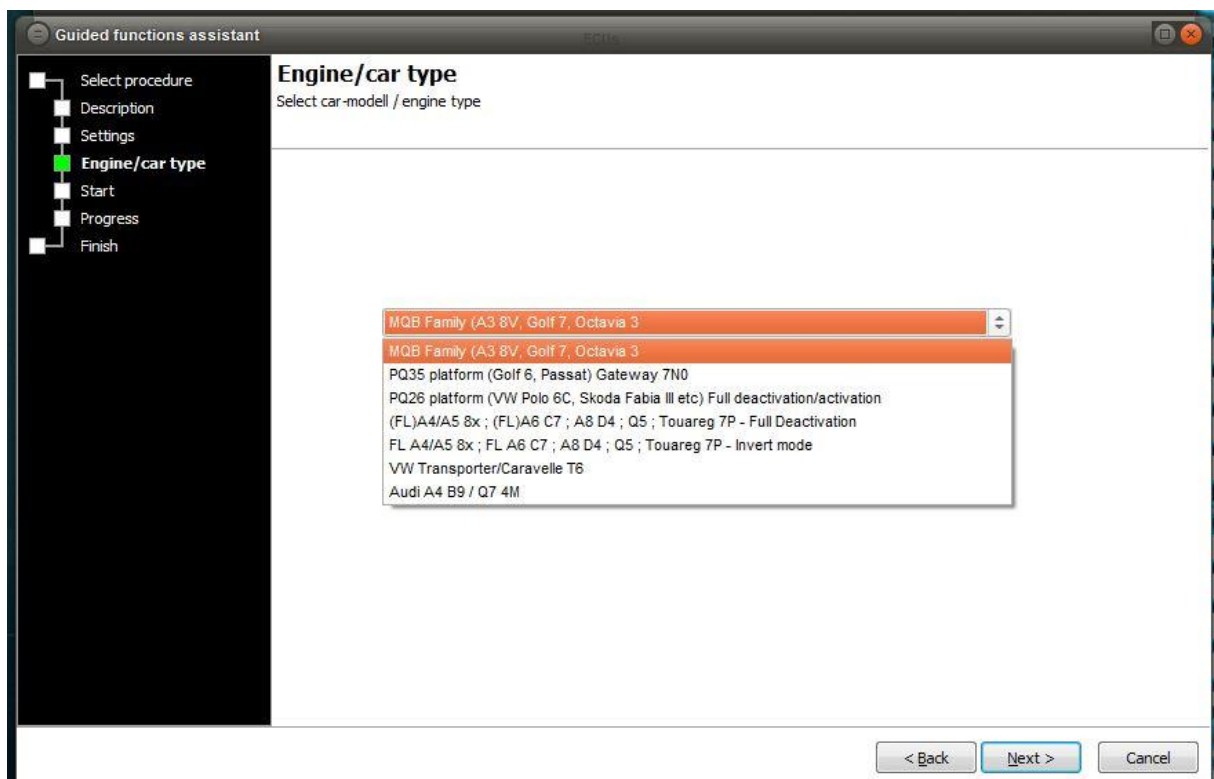 Guided functions assistant
ECUs
Select procedure
Description
Settings
Engine/car type
Start
Progress
Finish
Engine/car type
Select car-modell / engine type
MQB Family (A3 8V, Golf 7, Octavia 3
MQB Family (A3 8V, Golf 7, Octavia 3
PQ35 platform (Golf 6, Passat) Gateway 7N0
PQ26 platform (VW Polo 6C, Skoda Fabia III etc) Full deactivation/activation
(FL)A4/A5 8x ; (FL)A6 C7 ; A8 D4 ; Q5 ; Touareg 7P - Full Deactivation
FL A4/A5 8x ; FL A6 C7 ; A8 D4 ; Q5 ; Touareg 7P - Invert mode
VW Transporter/Caravelle T6
Audi A4 B9 / Q7 4M
< Back
Next >
Cancel